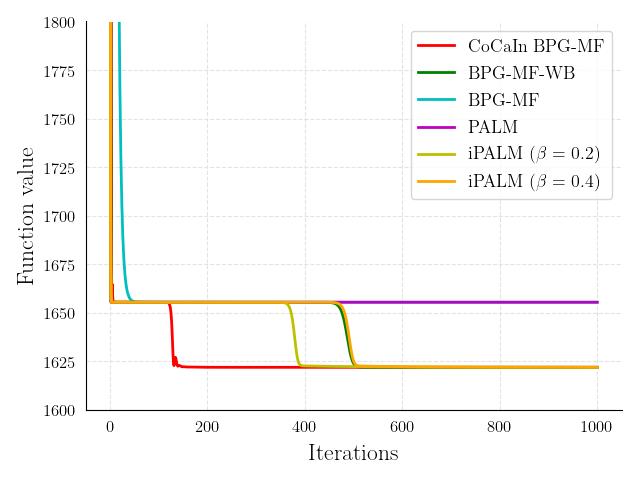 1800
1775
1750
1725
1700
1675
1650
1625
1600
Function value
0
200
400
600
800
1000
Iterations
CoCaIn BPG-MF
BPG-MF-WB
BPG-MF
PALM
iPALM (β = 0.2)
iPALM (β = 0.4)